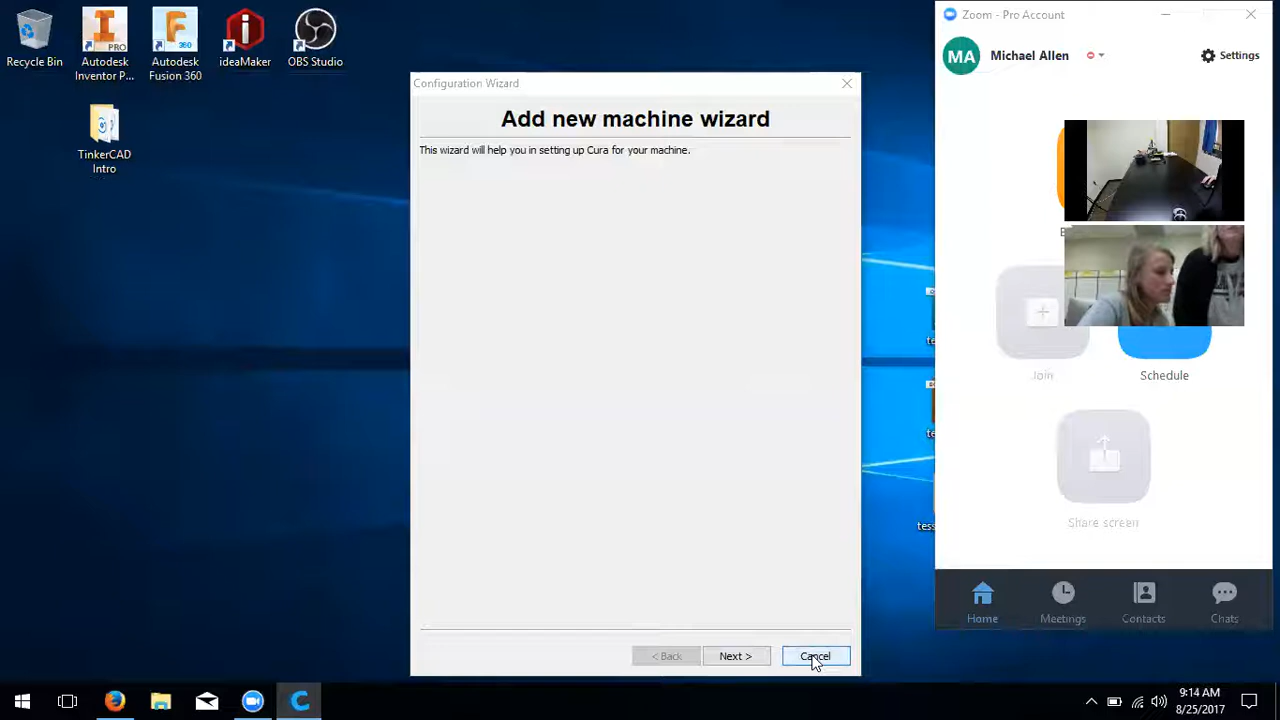 Recycle Bin
Autodesk
Inventor P...
Autodesk
Fusion 360
ideaMaker
OBS Studio
TinkerCAD
Intro
Configuration Wizard
Add new machine wizard
This wizard will help you in setting up Cura for your machine.
< Back
Next >
Cancel
Zoom - Pro Account
MA
Michael Allen
Settings
Join
Schedule
Share screen
Home
Meetings
Contacts
Chats
tess
9:14 AM
8/25/2017